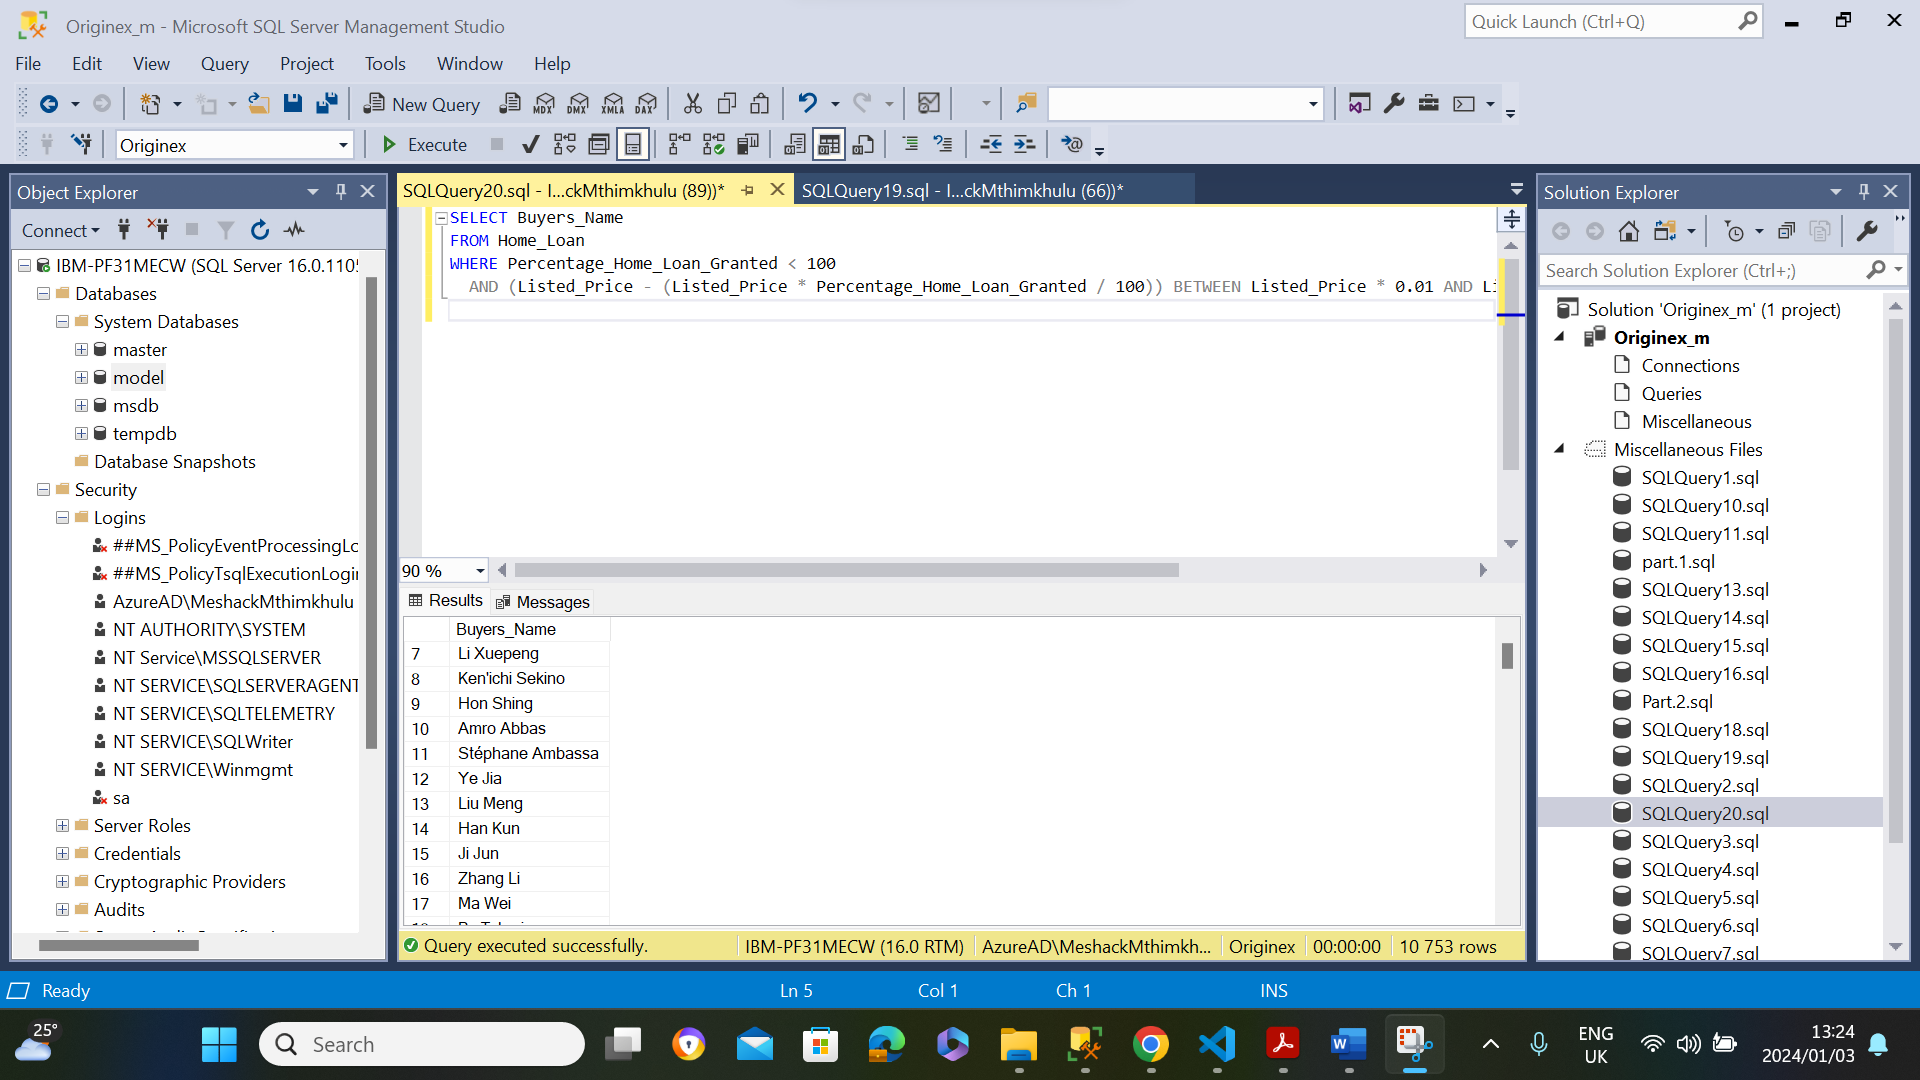 Originex_m - Microsoft SQL Server Management Studio
Quick Launch (Ctrl+Q)
File Edit View Query Project Tools Window Help
New Query MDX DMX XMLA DAX
Originex Execute
Object Explorer
Connect
IBM-PF31MECW (SQL Server 16.0.1105
Databases
System Databases
master
model
msdb
tempdb
Database Snapshots
Security
Logins
##MS_PolicyEventProcessingLo
##MS_PolicyTsqlExecutionLogin
AzureAD\MeshackMthimkhulu
NT AUTHORITY\SYSTEM
NT Service\MSSQLSERVER
NT SERVICE\SQLSERVERAGENT
NT SERVICE\SQLTELEMETRY
NT SERVICE\SQLWriter
NT SERVICE\Winmgmt
sa
Server Roles
Credentials
Cryptographic Providers
Audits
SQLQuery20.sql - I...ckMthimkhulu (89))*
SQLQuery19.sql - I...ckMthimkhulu (66))*
SELECT Buyers_Name
FROM Home_Loan
WHERE Percentage_Home_Loan_Granted < 100
AND (Listed_Price - (Listed_Price * Percentage_Home_Loan_Granted / 100)) BETWEEN Listed_Price * 0.01 AND Li
90 %
Results Messages
Buyers_Name
7 Li Xuepeng
8 Ken'ichi Sekino
9 Hon Shing
10 Amro Abbas
11 Stéphane Ambassa
12 Ye Jia
13 Liu Meng
14 Han Kun
15 Ji Jun
16 Zhang Li
17 Ma Wei
Query executed successfully. IBM-PF31MECW (16.0 RTM) AzureAD\MeshackMthimkh... Originex 00:00:00 10 753 rows
Solution Explorer
Search Solution Explorer (Ctrl+;)
Solution 'Originex_m' (1 project)
Originex_m
Connections
Queries
Miscellaneous
Miscellaneous Files
SQLQuery1.sql
SQLQuery10.sql
SQLQuery11.sql
part.1.sql
SQLQuery13.sql
SQLQuery14.sql
SQLQuery15.sql
SQLQuery16.sql
Part.2.sql
SQLQuery18.sql
SQLQuery19.sql
SQLQuery2.sql
SQLQuery20.sql
SQLQuery3.sql
SQLQuery4.sql
SQLQuery5.sql
SQLQuery6.sql
SQLQuery7.sql
Ready Ln 5 Col 1 Ch 1 INS
25° Search ENG UK 13:24 2024/01/03